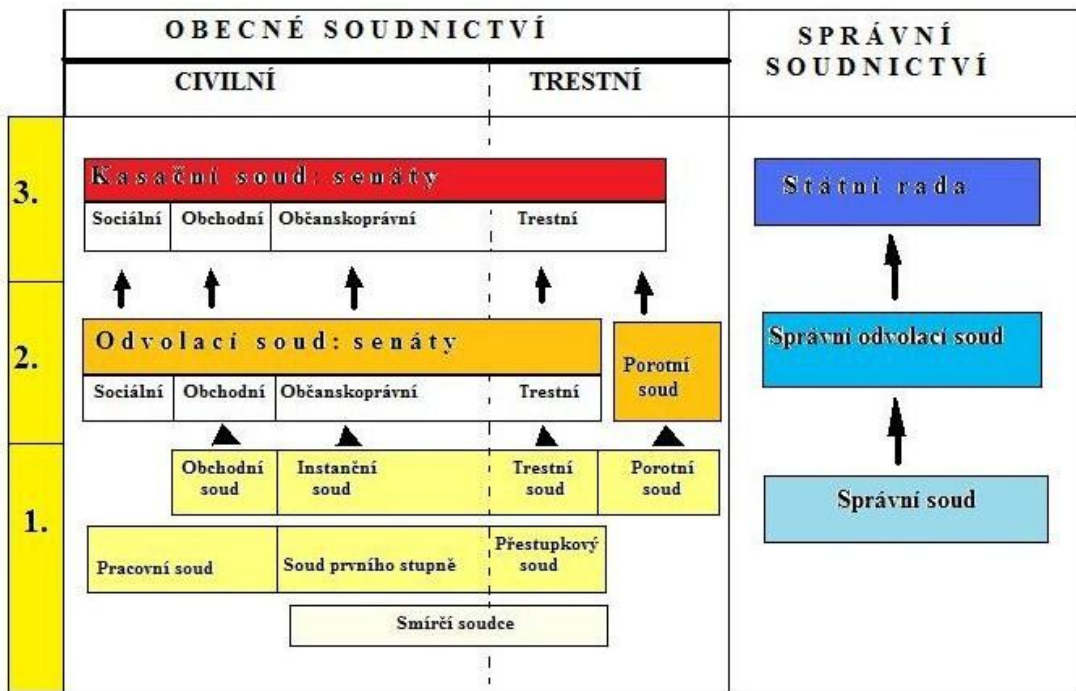 OBECNÉ SOUDNICTVÍ
SPRÁVNÍ
SOUDNICTVÍ
CIVILNÍ
TRESTNÍ
3.
Kasační soud: senáty
Státní rada
Sociální
Obchodní
Občanskoprávní
Trestní
2.
Odvolací soud: senáty
Porotní
soud
Správní odvolací soud
Sociální
Obchodní
Občanskoprávní
Trestní
1.
Obchodní
soud
Instanční
soud
Trestní
soud
Porotní
soud
Správní soud
Pracovní soud
Soud prvního stupně
Přestupkový
soud
Smírčí soudce